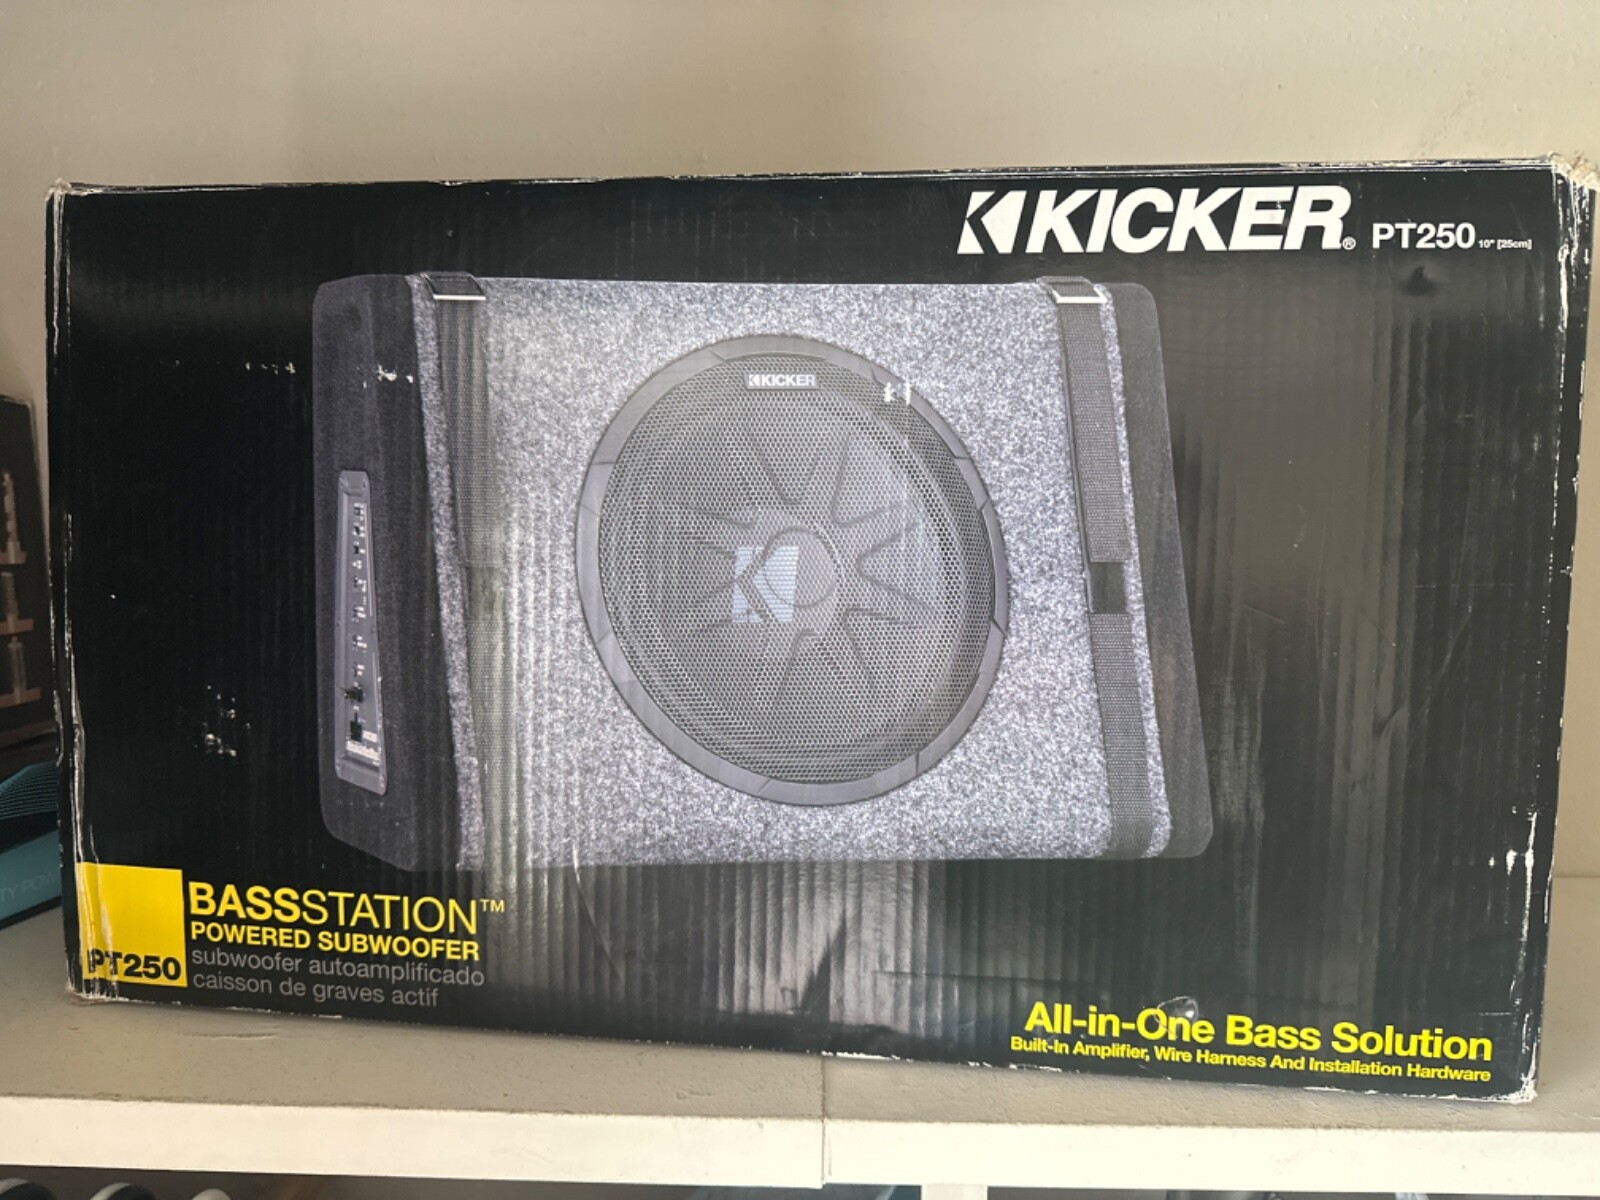 KICKER® PT250 10" [25cm]
KICKER
BASSSTATION™
POWERED SUBWOOFER
PT250
subwoofer autoamplificado
caisson de graves actif
All-in-One Bass Solution
Built-In Amplifier, Wire Harness And Installation Hardware